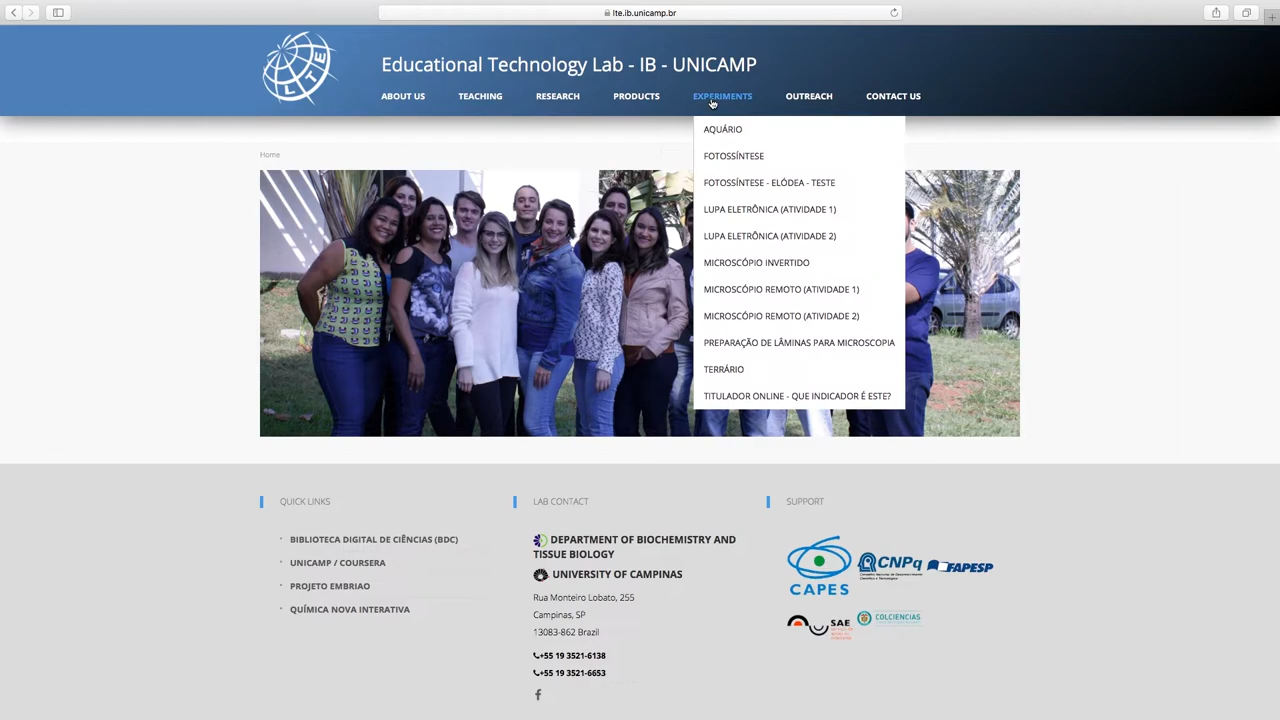 lte.ib.unicamp.br
LTE
Educational Technology Lab - IB - UNICAMP
ABOUT US TEACHING RESEARCH PRODUCTS EXPERIMENTS OUTREACH CONTACT US
AQUÁRIO
FOTOSSÍNTESE
FOTOSSÍNTESE - ELÓDEA - TESTE
LUPA ELETRÔNICA (ATIVIDADE 1)
LUPA ELETRÔNICA (ATIVIDADE 2)
MICROSCÓPIO INVERTIDO
MICROSCÓPIO REMOTO (ATIVIDADE 1)
MICROSCÓPIO REMOTO (ATIVIDADE 2)
PREPARAÇÃO DE LÂMINAS PARA MICROSCOPIA
TERRÁRIO
TITULADOR ONLINE - QUE INDICADOR É ESTE?
Home
QUICK LINKS
BIBLIOTECA DIGITAL DE CIÊNCIAS (BDC)
UNICAMP / COURSERA
PROJETO EMBRIAO
QUÍMICA NOVA INTERATIVA
LAB CONTACT
DEPARTMENT OF BIOCHEMISTRY AND
TISSUE BIOLOGY
UNIVERSITY OF CAMPINAS
Rua Monteiro Lobato, 255
Campinas, SP
13083-862 Brazil
+55 19 3521-6138
+55 19 3521-6653
SUPPORT
CAPES
CNPq
FAPESP
SAE
COLCIENCIAS